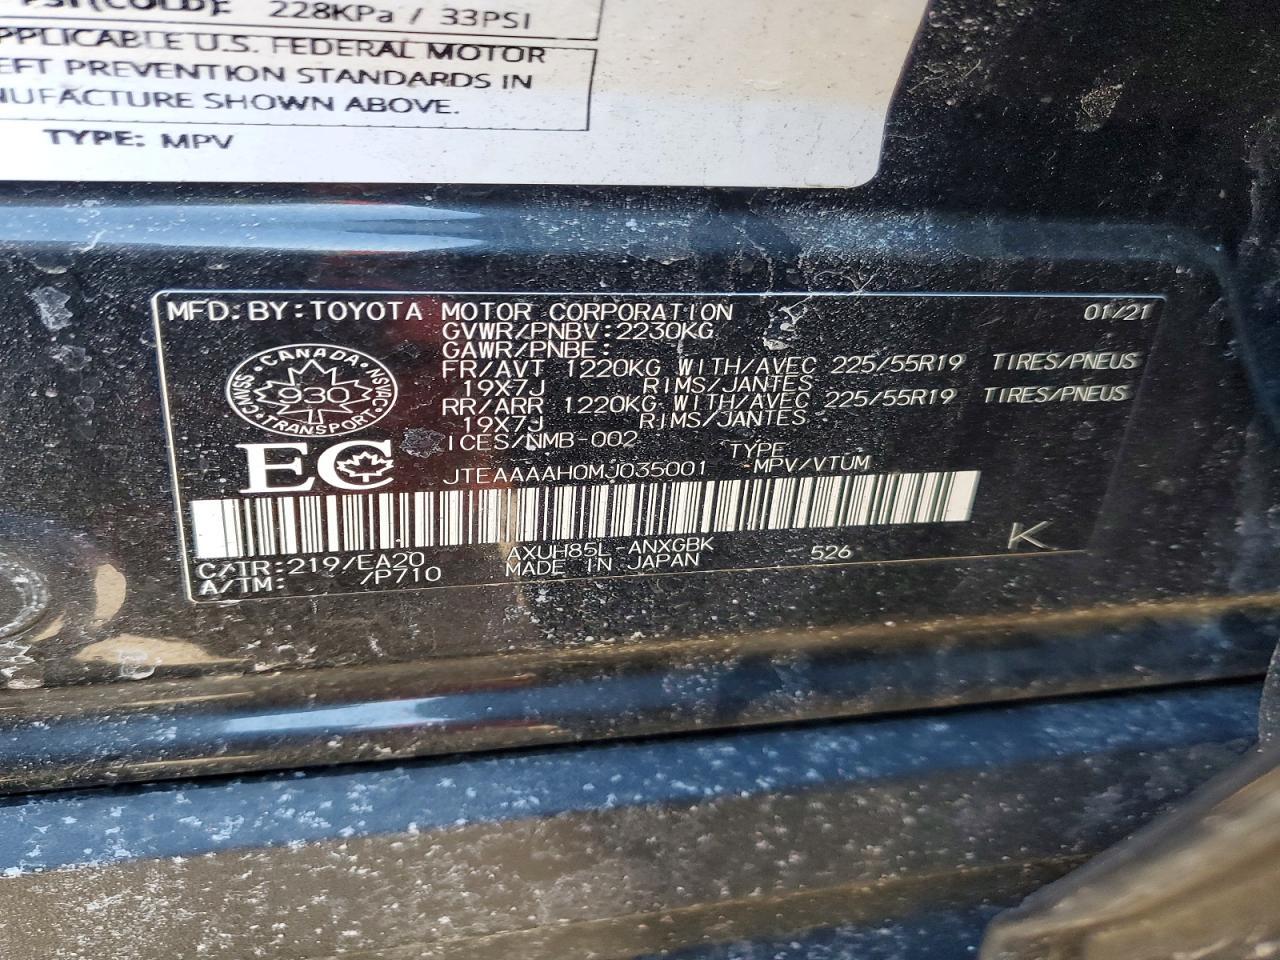 (COLD): 228KPa / 33PSI
APPLICABLE U.S. FEDERAL MOTOR
PREVENTION STANDARDS IN
SHOWN ABOVE.
TYPE: MPV
MFD. BY: TOYOTA MOTOR CORPORATION 01/21
GVWR/PNBV: 2230KG
GAWR/PNBE:
FR/AVT 1220KG WITH/AVEC 225/55R19 TIRES/PNEUS
19X7J RIMS/JANTES
RR/ARR 1220KG WITH/AVEC 225/55R19 TIRES/PNEUS
19X7J RIMS/JANTES
ICES/NMB-002 TYPE
JTEAAAAH0MJ035001 MPV/VTUM
CANADA
930
TRANSPORT
EC
C/TR: 219/EA20 AXUH85L-ANXGBK 526 K
A/TM: /P710 MADE IN JAPAN